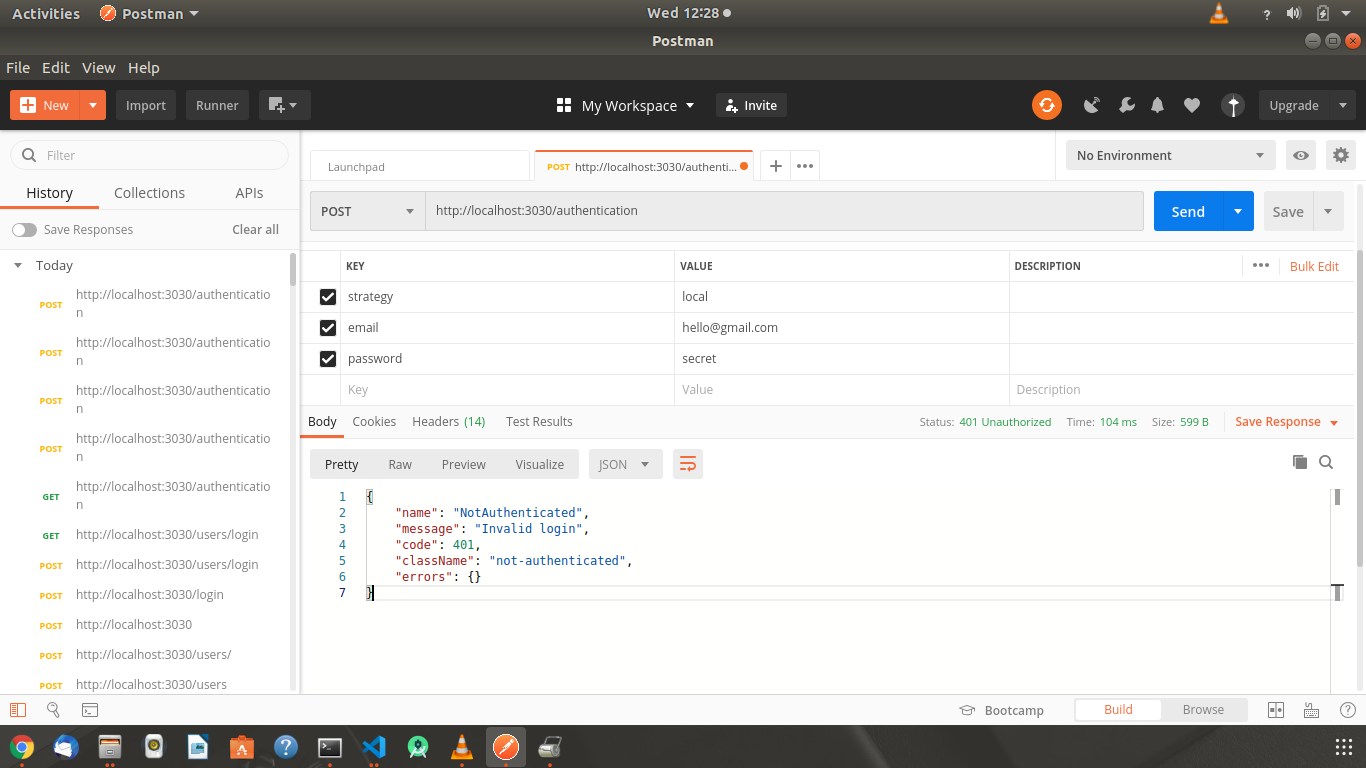 Activities
Postman
Wed 12:28
?
Postman
File Edit View Help
New
Import
Runner
My Workspace
Invite
Upgrade
Filter
History
Collections
APIs
Save Responses
Clear all
Today
POST http://localhost:3030/authenticatio
n
POST http://localhost:3030/authenticatio
n
POST http://localhost:3030/authenticatio
n
POST http://localhost:3030/authenticatio
n
GET http://localhost:3030/authenticatio
n
GET http://localhost:3030/users/login
POST http://localhost:3030/users/login
POST http://localhost:3030/login
POST http://localhost:3030
POST http://localhost:3030/users/
POST http://localhost:3030/users
Launchpad
POST http://localhost:3030/authenti...
No Environment
POST
http://localhost:3030/authentication
Send
Save
KEY VALUE DESCRIPTION
Bulk Edit
strategy local
email hello@gmail.com
password secret
Key Value Description
Body Cookies Headers (14) Test Results
Status: 401 Unauthorized Time: 104 ms Size: 599 B
Save Response
Pretty Raw Preview Visualize
JSON
1 {
2 "name": "NotAuthenticated",
3 "message": "Invalid login",
4 "code": 401,
5 "className": "not-authenticated",
6 "errors": {}
7 }
Bootcamp
Build
Browse
?
?